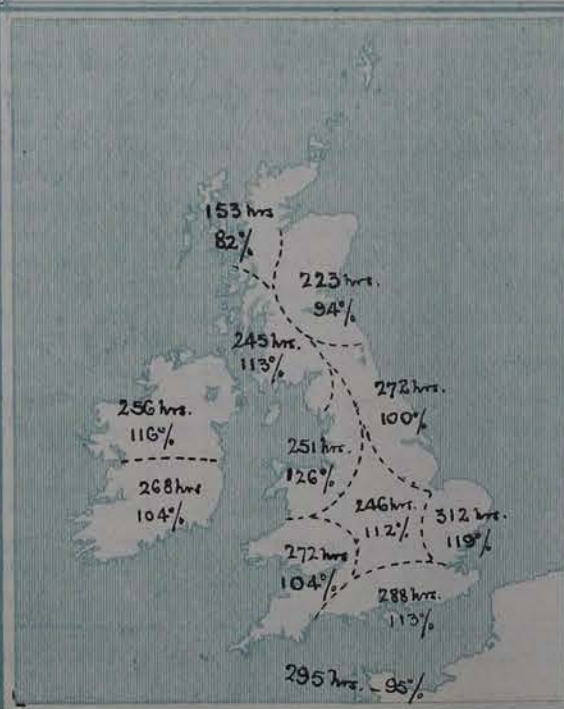 153 hrs
82%
223 hrs.
94%
245 hrs.
113%
272 hrs.
100%
256 hrs.
116%
251 hrs.
126%
268 hrs
104%
246 hrs.
112%
312 hrs.
119%
272 hrs
104%
288 hrs.
113%
295 hrs. - 95%